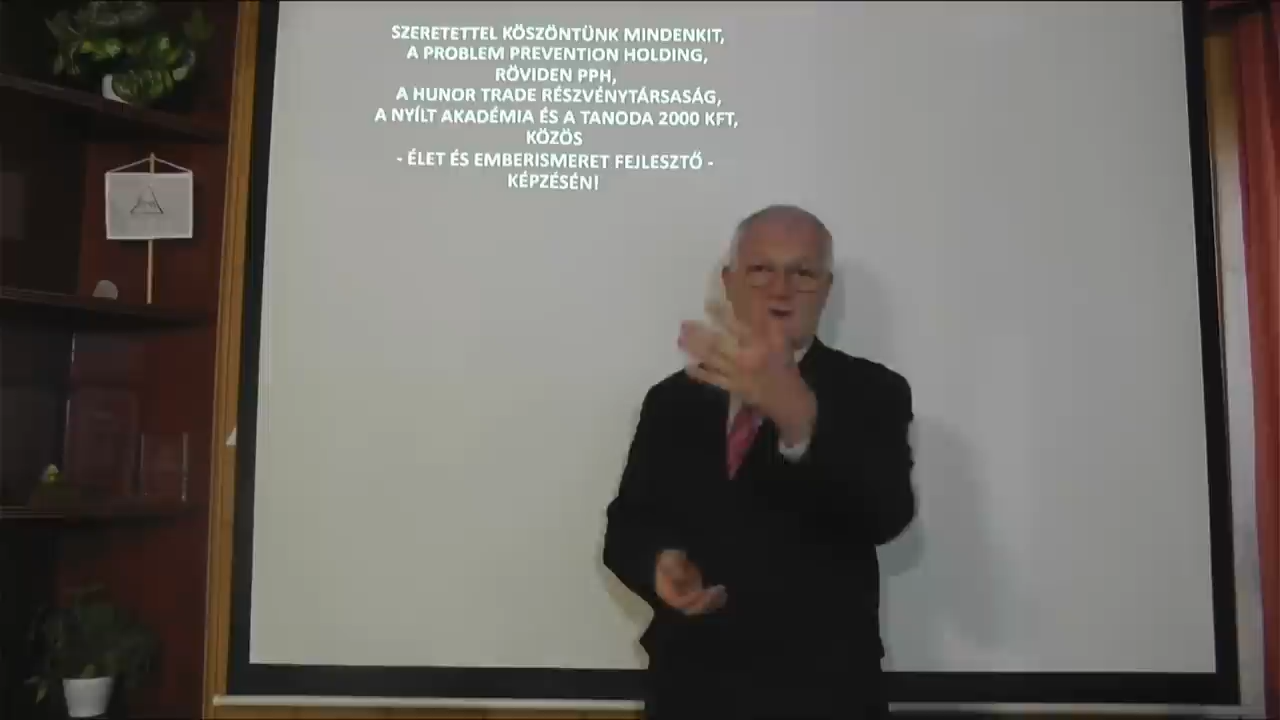 SZERETETTEL KÖSZÖNTÜNK MINDENKIT,
A PROBLEM PREVENTION HOLDING,
RÖVIDEN PPH,
A HUNOR TRADE RÉSZVÉNYTÁRSASÁG,
A NYÍLT AKADÉMIA ÉS A TANODA 2000 KFT,
KÖZÖS
- ÉLET ÉS EMBERISMERET FEJLESZTŐ -
KÉPZÉSÉN!